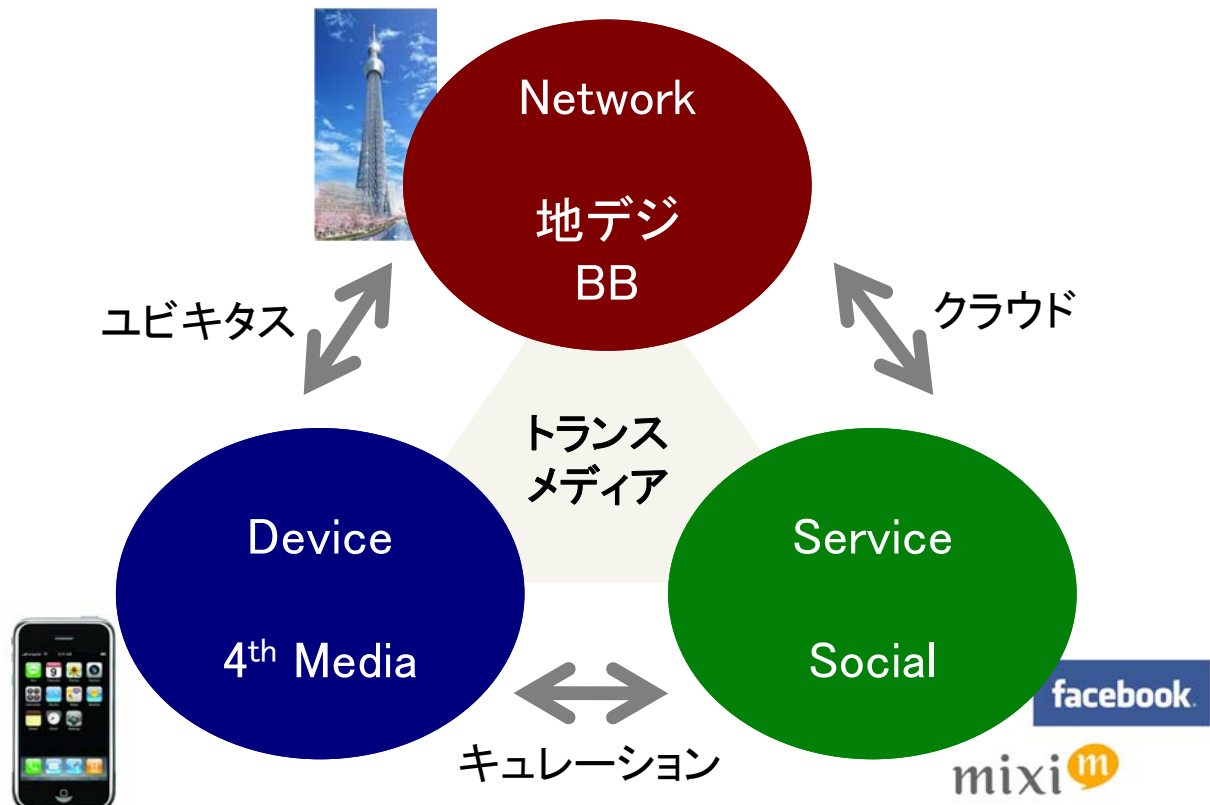 Network
地デジ
BB
ユビキタス
クラウド
トランス
メディア
Device
4th Media
Service
Social
キュレーション
facebook.
mixi
m